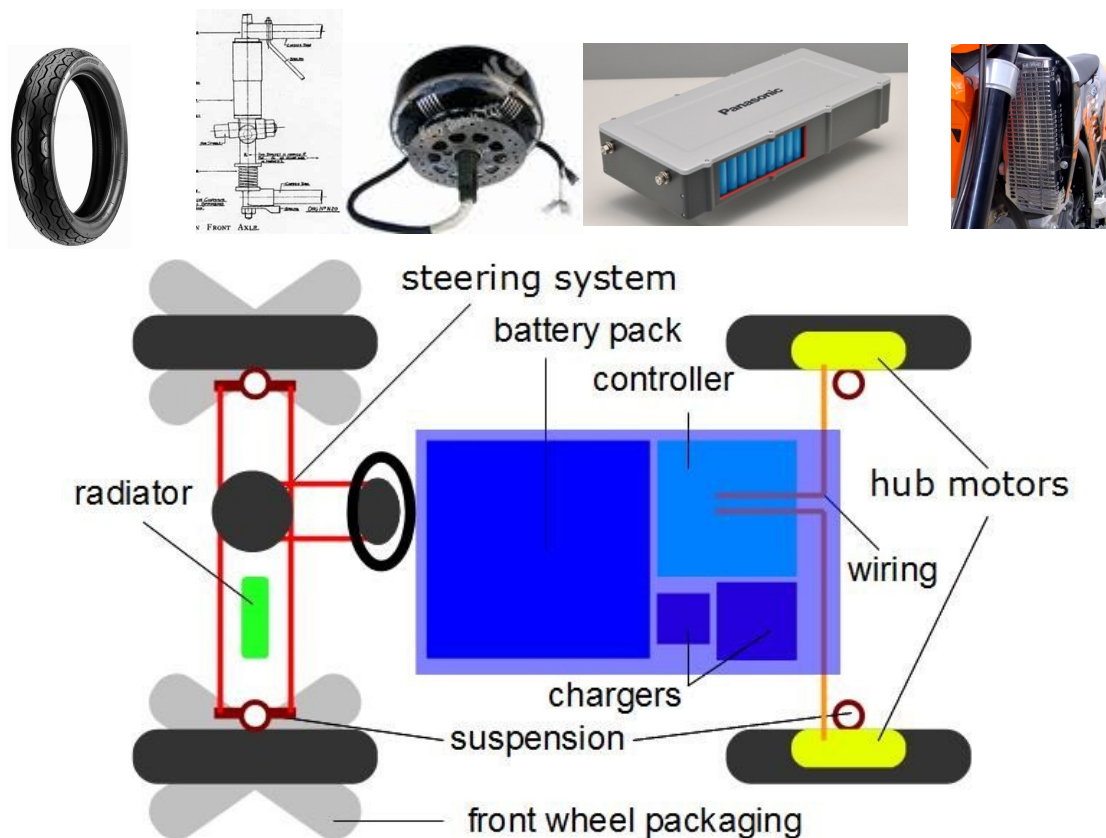 Panasonic
N FRONT AXLE.
steering system
battery pack
controller
radiator
hub motors
wiring
chargers
suspension
front wheel packaging